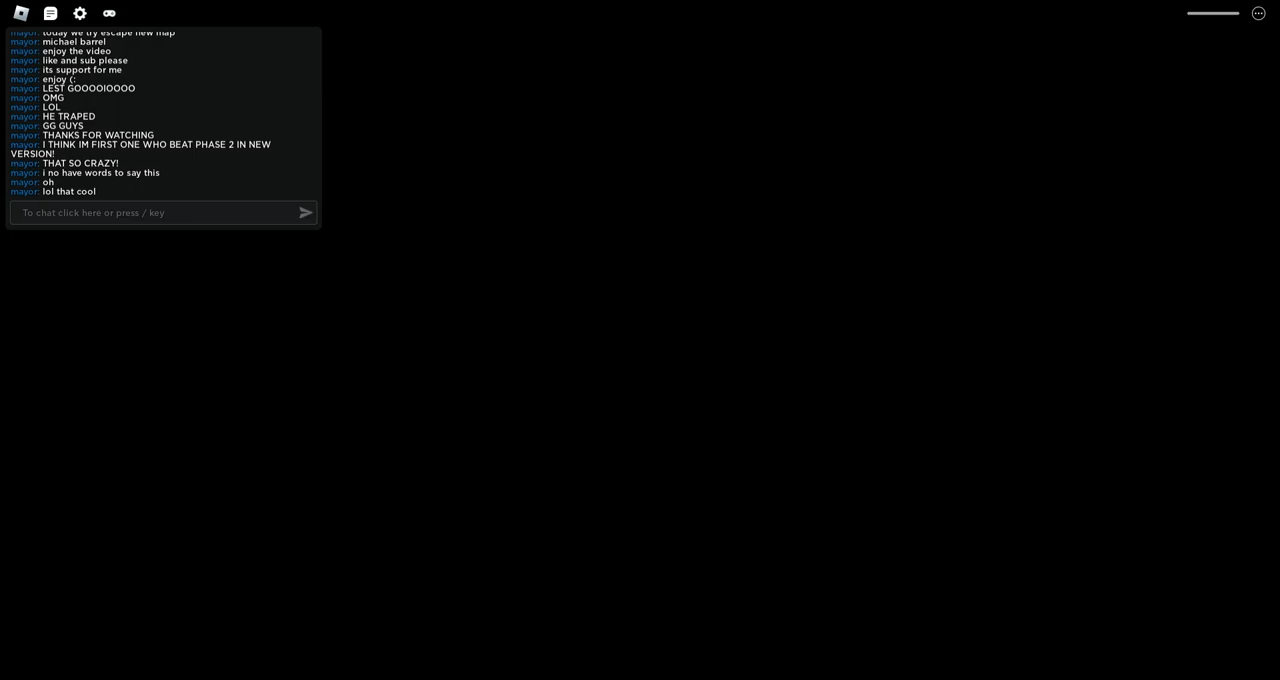 mayor: today we try escape new map
mayor: michael barrel
mayor: enjoy the video
mayor: like and sub please
mayor: its support for me
mayor: enjoy (:
mayor: LEST GOOOOIOOOO
mayor: OMG
mayor: LOL
mayor: HE TRAPED
mayor: GG GUYS
mayor: THANKS FOR WATCHING
mayor: I THINK IM FIRST ONE WHO BEAT PHASE 2 IN NEW
VERSION!
mayor: THAT SO CRAZY!
mayor: i no have words to say this
mayor: oh
mayor: lol that cool
To chat click here or press / key